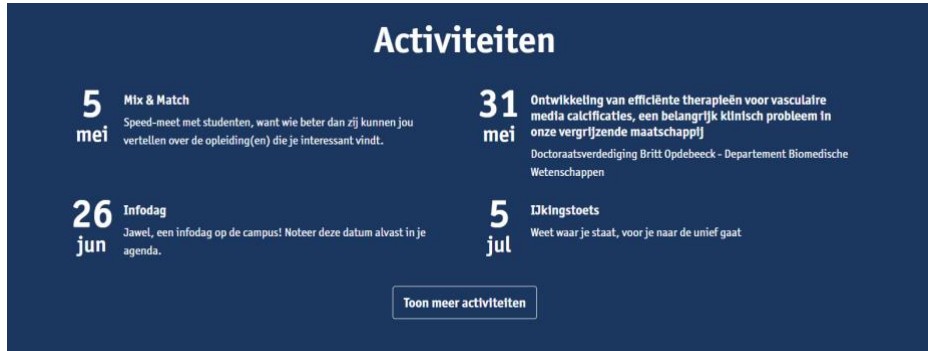 Activiteiten
5
mei
Mix & Match
Speed-meet met studenten, want wie beter dan zij kunnen jou
vertellen over de opleiding(en) die je interessant vindt.
31
mei
Ontwikkeling van efficiënte therapieën voor vasculaire
media calcificaties, een belangrijk klinisch probleem in
onze vergrijzende maatschappij
Doctoraatsverdediging Britt Opdebeeck - Departement Biomedische
Wetenschappen
26
jun
Infodag
Jawel, een infodag op de campus! Noteer deze datum alvast in je
agenda.
5
jul
IJkingstoets
Weet waar je staat, voor je naar de unief gaat
Toon meer activiteiten